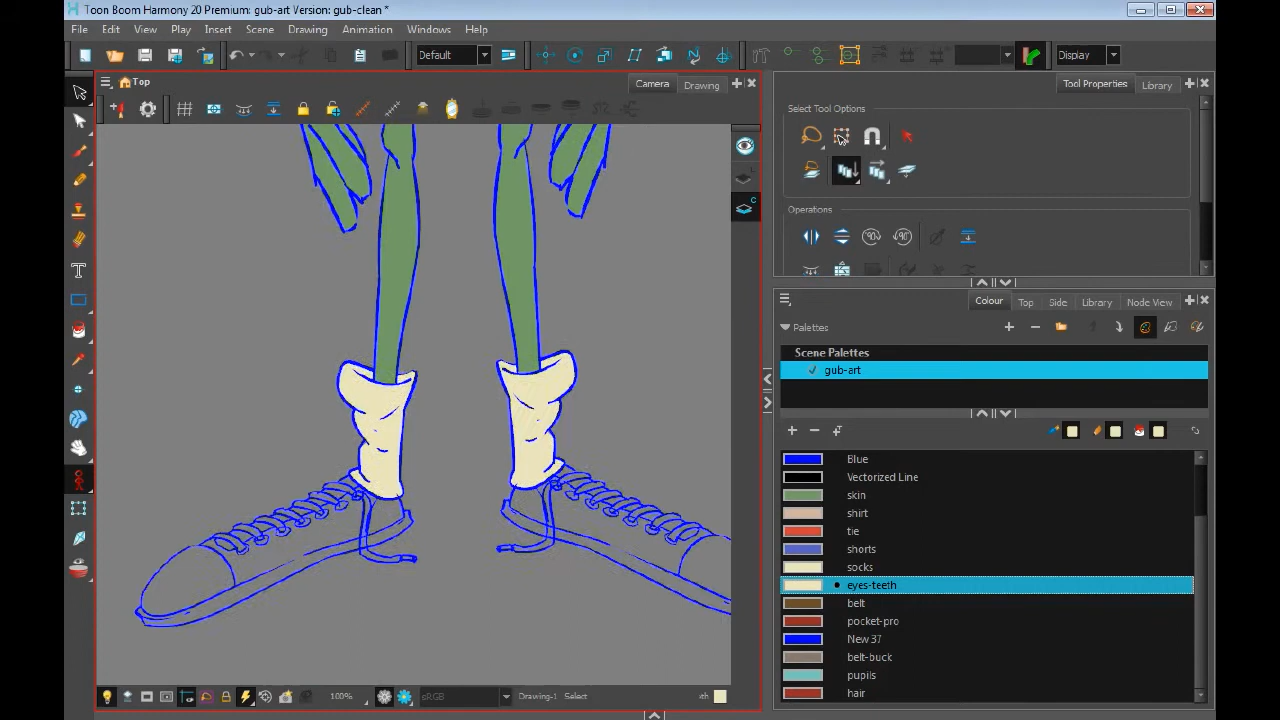 Toon Boom Harmony 20 Premium: gub-art Version: gub-clean *
File Edit View Play Insert Scene Drawing Animation Windows Help
Default
Display
Top
Camera Drawing
Tool Properties Library
Select Tool Options
Operations
Colour Top Side Library Node View
Palettes
Scene Palettes
gub-art
Blue
Vectorized Line
skin
shirt
tie
shorts
socks
eyes-teeth
belt
pocket-pro
New 37
belt-buck
pupils
hair
100%
sRGB
Drawing-1 Select